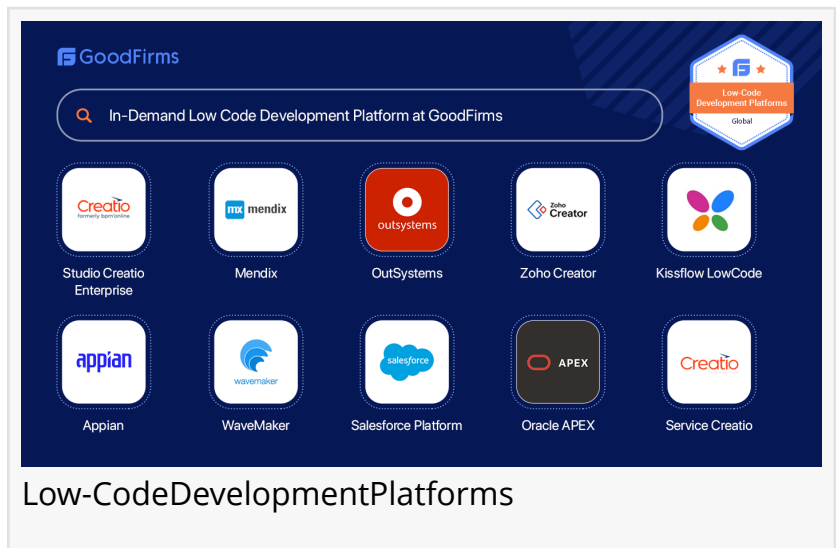 GoodFirms
Low-Code
Development Platforms
Global
In-Demand Low Code Development Platform at GoodFirms
Creatio
formerly bpm'online
mx mendix
outsystems
Zoho
Creator
Studio Creatio
Enterprise
Mendix
OutSystems
Zoho Creator
Kissflow LowCode
appian
wavemaker
salesforce
APEX
Creatio
Appian
WaveMaker
Salesforce Platform
Oracle APEX
Service Creatio
Low-CodeDevelopmentPlatforms